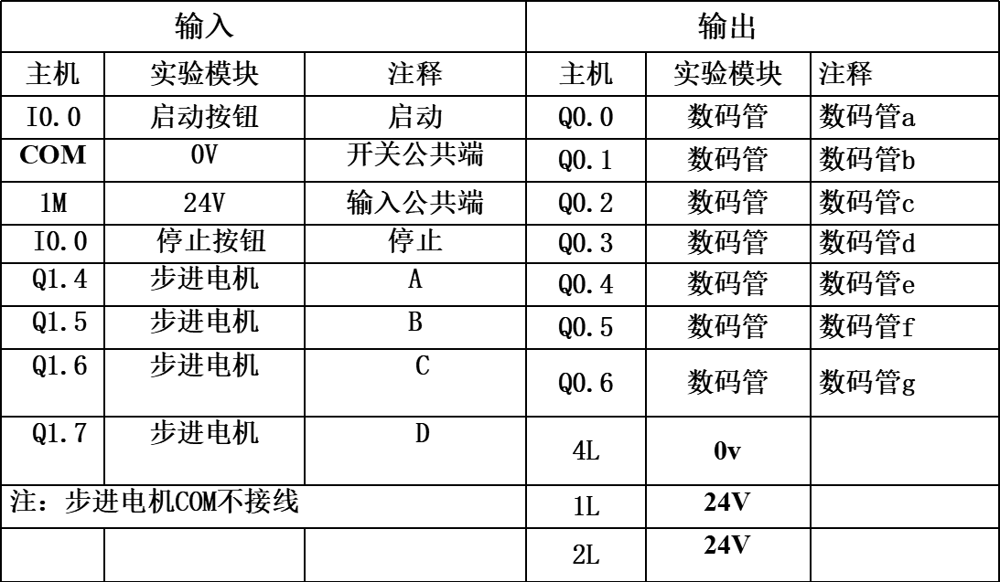 输入 输出
主机 实验模块 注释 主机 实验模块 注释
I0.0 启动按钮 启动 Q0.0 数码管 数码管a
COM 0V 开关公共端 Q0.1 数码管 数码管b
1M 24V 输入公共端 Q0.2 数码管 数码管c
I0.0 停止按钮 停止 Q0.3 数码管 数码管d
Q1.4 步进电机 A Q0.4 数码管 数码管e
Q1.5 步进电机 B Q0.5 数码管 数码管f
Q1.6 步进电机 C Q0.6 数码管 数码管g
Q1.7 步进电机 D 4L 0v
注：步进电机COM不接线 1L 24V
2L 24V